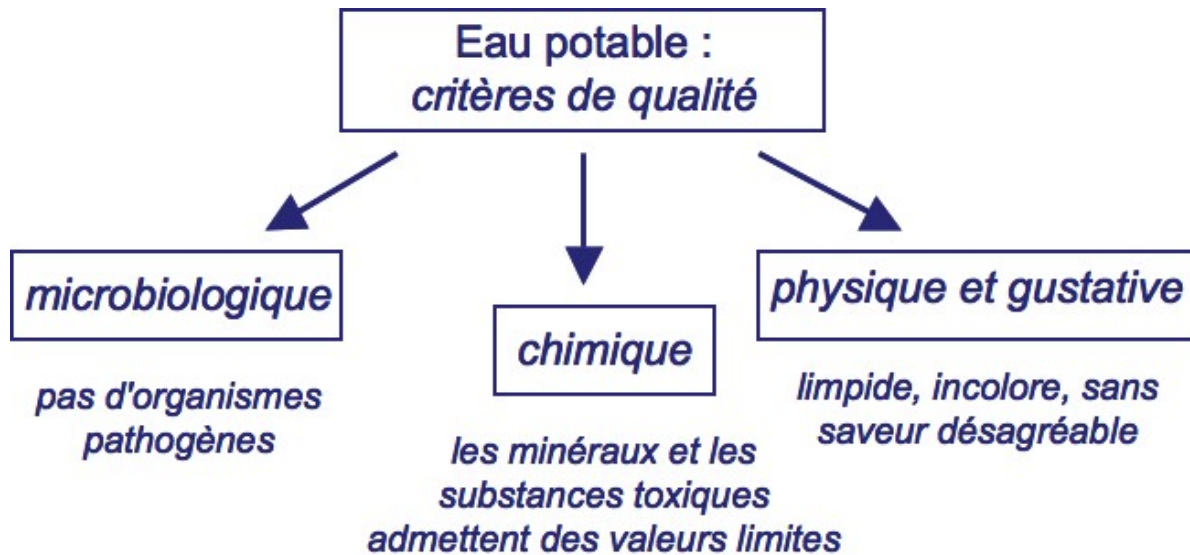 Eau potable :
critères de qualité
microbiologique
pas d'organismes
pathogènes
chimique
les minéraux et les
substances toxiques
admettent des valeurs limites
physique et gustative
limpide, incolore, sans
saveur désagréable